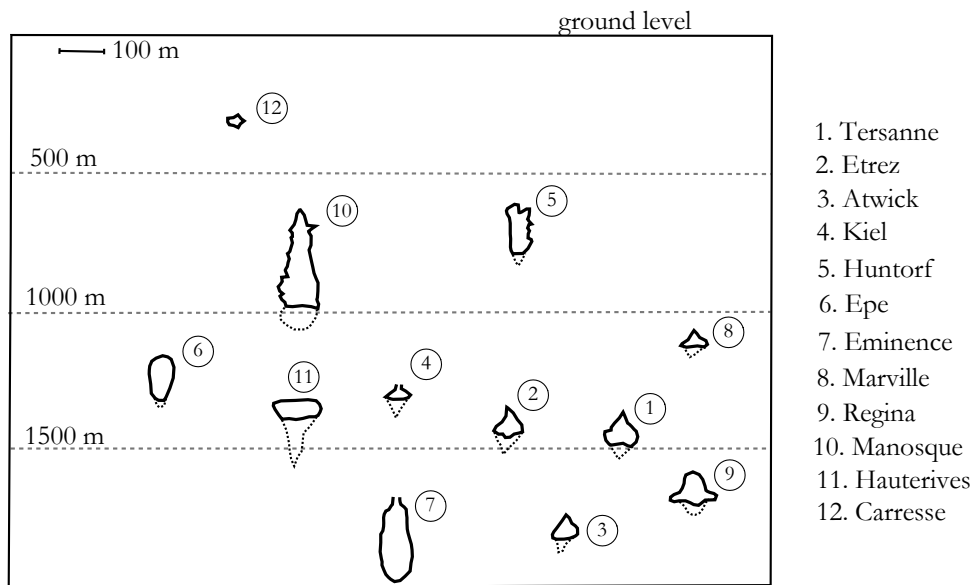 ground level
100 m
12
500 m
10
5
1000 m
8
6
4
11
2
1
1500 m
9
7
3
1. Tersanne
2. Etrez
3. Atwick
4. Kiel
5. Huntorf
6. Epe
7. Eminence
8. Marville
9. Regina
10. Manosque
11. Hauterives
12. Carresse